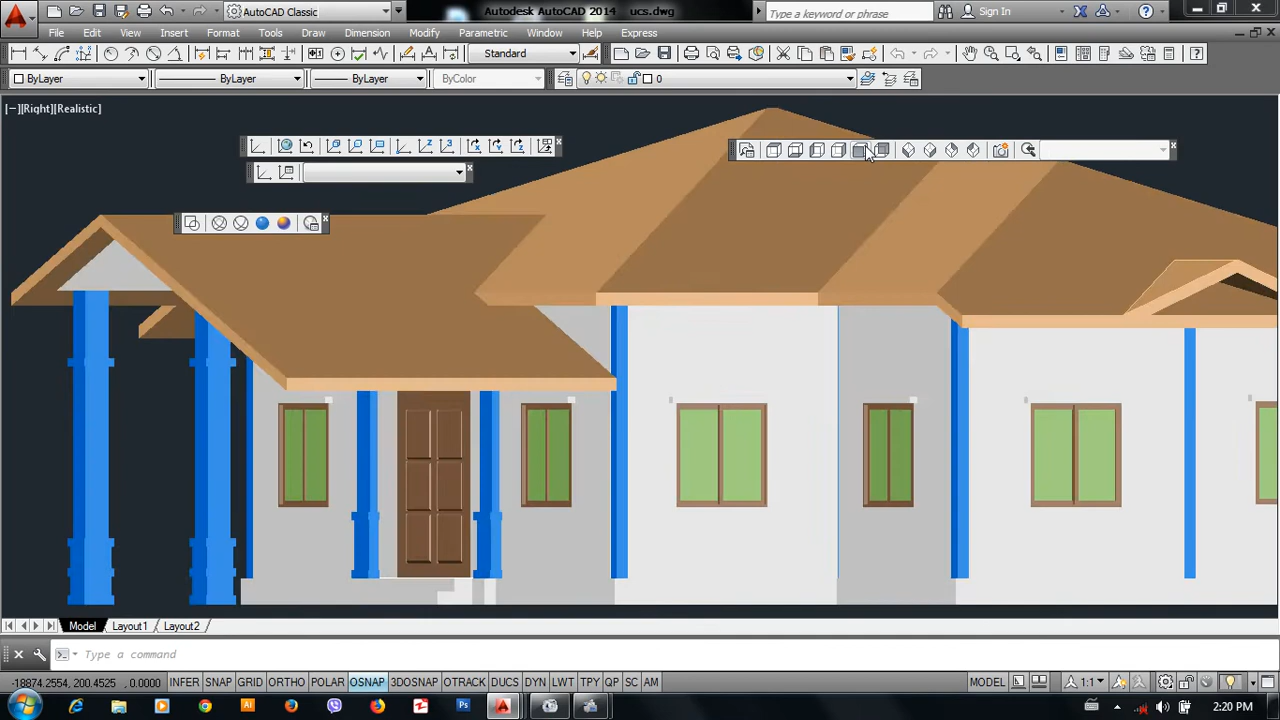 AutoCAD Classic
Autodesk AutoCAD 2014 ucs.dwg
Type a keyword or phrase
Sign In
File Edit View Insert Format Tools Draw Dimension Modify Parametric Window Help Express
Standard
ByLayer ByLayer ByLayer ByColor 0
[−][Right][Realistic]
Model Layout1 Layout2
Type a command
-18874.2554, 200.4525, 0.0000 INFER SNAP GRID ORTHO POLAR OSNAP 3DOSNAP OTRACK DUCS DYN LWT TPY QP SC AM MODEL 1:1
2:20 PM